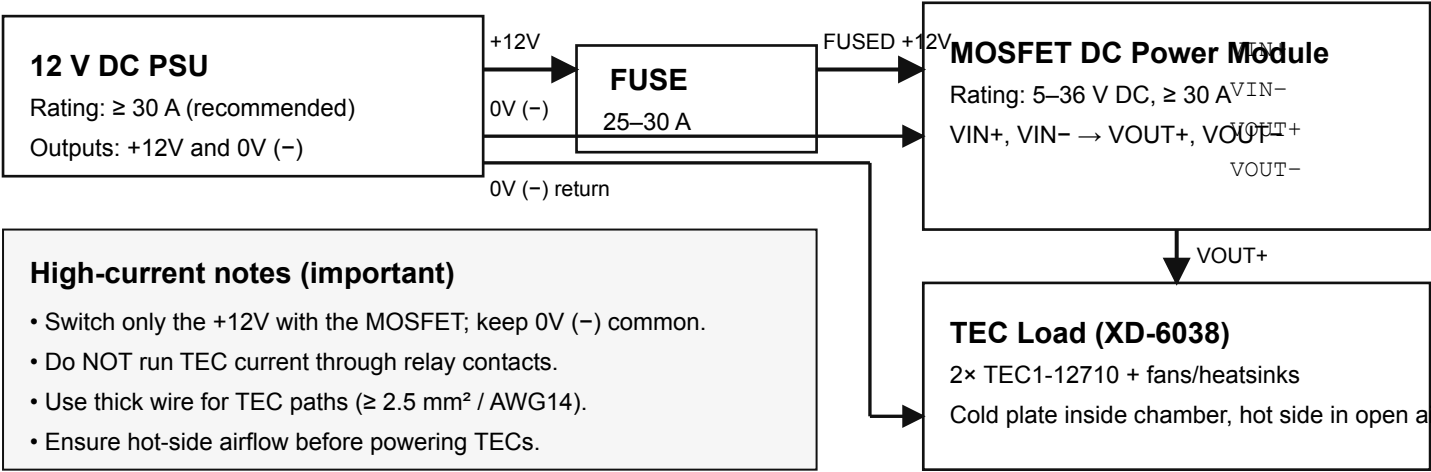 12 V DC PSU
Rating: ≥ 30 A (recommended)
Outputs: +12V and 0V (−)
+12V
0V (−)
0V (−) return
FUSE
25–30 A
FUSED +12V
MOSFET DC Power Module
Rating: 5–36 V DC, ≥ 30 A
VIN+, VIN− → VOUT+, VOUT−
VIN+
VIN−
VOUT+
VOUT−
VOUT+
High-current notes (important)
• Switch only the +12V with the MOSFET; keep 0V (−) common.
• Do NOT run TEC current through relay contacts.
• Use thick wire for TEC paths (≥ 2.5 mm² / AWG14).
• Ensure hot-side airflow before powering TECs.
TEC Load (XD-6038)
2× TEC1-12710 + fans/heatsinks
Cold plate inside chamber, hot side in open a